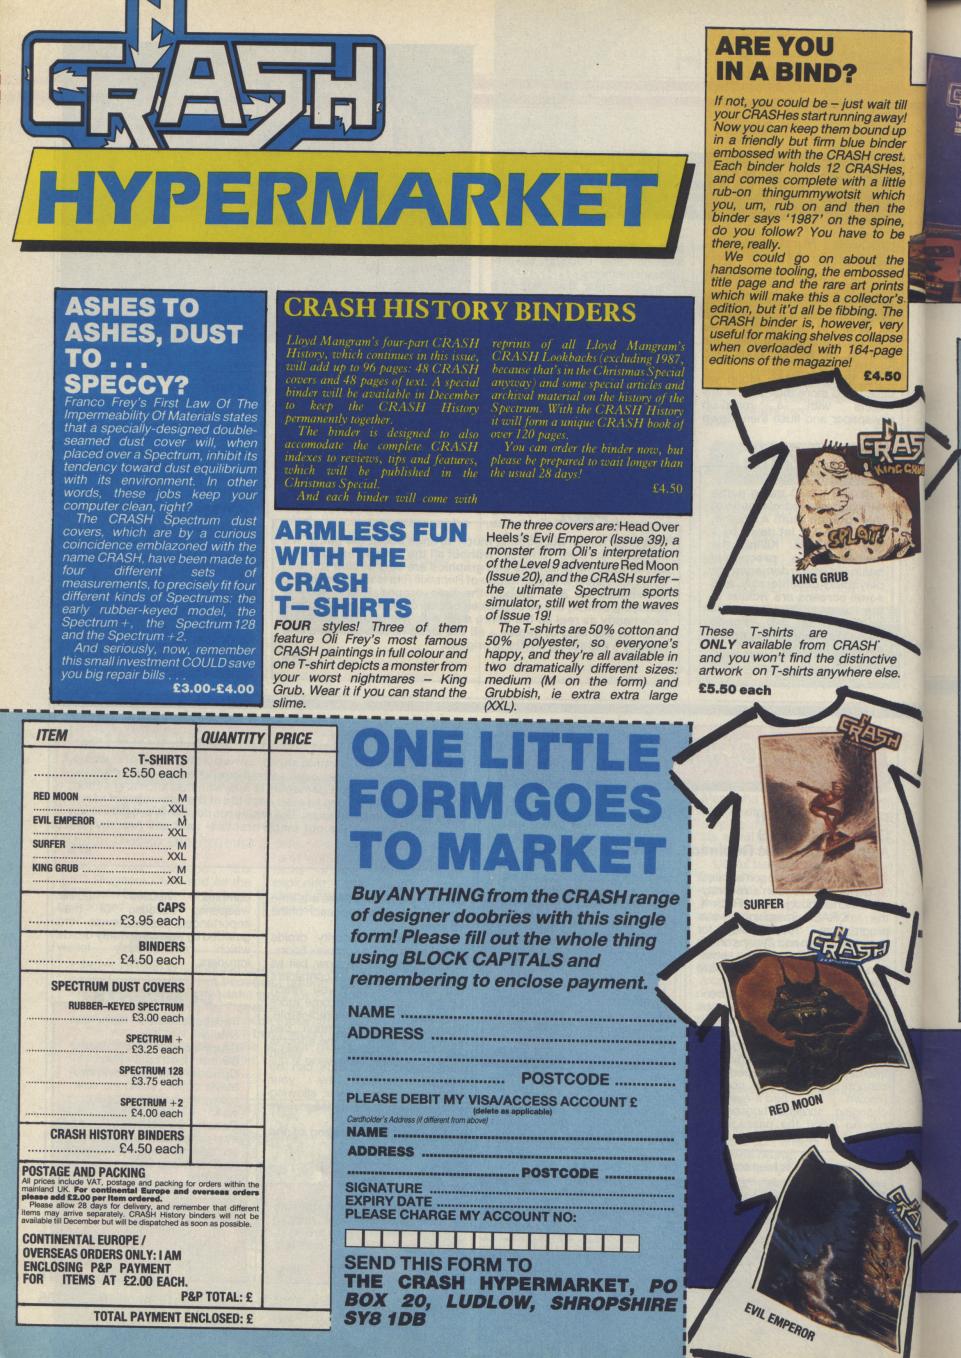 CRASH
HYPERMARKET
ARE YOU
IN A BIND?
If not, you could be – just wait till
your CRASHes start running away!
Now you can keep them bound up
in a friendly but firm blue binder
embossed with the CRASH crest.
Each binder holds 12 CRASHes,
and comes complete with a little
rub-on thingummywotsit which
you, um, rub on and then the
binder says '1987' on the spine,
do you follow? You have to be
there, really.
We could go on about the
handsome tooling, the embossed
title page and the rare art prints
which will make this a collector's
edition, but it'd all be fibbing. The
CRASH binder is, however, very
useful for making shelves collapse
when overloaded with 164-page
editions of the magazine!
£4.50
ASHES TO
ASHES, DUST
TO . . .
SPECCY?
Franco Frey's First Law Of The
Impermeability Of Materials states
that a specially-designed double-
seamed dust cover will, when
placed over a Spectrum, inhibit its
tendency toward dust equilibrium
with its environment. In other
words, these jobs keep your
computer clean, right?
The CRASH Spectrum dust
covers, which are by a curious
coincidence emblazoned with the
name CRASH, have been made to
four different sets of
measurements, to precisely fit four
different kinds of Spectrums: the
early rubber-keyed model, the
Spectrum+, the Spectrum 128
and the Spectrum +2.
And seriously, now, remember
this small investment COULD save
you big repair bills . . .
£3.00-£4.00
CRASH HISTORY BINDERS
Lloyd Mangram's four-part CRASH
History, which continues in this issue,
will add up to 96 pages: 48 CRASH
covers and 48 pages of text. A special
binder will be available in December
to keep the CRASH History
permanently together.
The binder is designed to also
accomodate the complete CRASH
indexes to reviews, tips and features,
which will be published in the
Christmas Special.
And each binder will come with
reprints of all Lloyd Mangram's
CRASH Lookbacks (excluding 1987,
because that's in the Christmas Special
anyway) and some special articles and
archival material on the history of the
Spectrum. With the CRASH History
it will form a unique CRASH book of
over 120 pages.
You can order the binder now, but
please be prepared to wait longer than
the usual 28 days!
£4.50
ARMLESS FUN
WITH THE
CRASH
T–SHIRTS
FOUR styles! Three of them
feature Oli Frey's most famous
CRASH paintings in full colour and
one T-shirt depicts a monster from
your worst nightmares – King
Grub. Wear it if you can stand the
slime.
The three covers are: Head Over
Heels's Evil Emperor (Issue 39), a
monster from Oli's interpretation
of the Level 9 adventure Red Moon
(Issue 20), and the CRASH surfer –
the ultimate Spectrum sports
simulator, still wet from the waves
of Issue 19!
The T-shirts are 50% cotton and
50% polyester, so everyone's
happy, and they're all available in
two dramatically different sizes:
medium (M on the form) and
Grubbish, ie extra extra large
(XXL).
CRASH
KING GRUB
SPLAT!
KING GRUB
These T-shirts are
ONLY available from CRASH
and you won't find the distinctive
artwork on T-shirts anywhere else.
£5.50 each
CRASH
SURFER
CRASH
RED MOON
CRASH
EVIL EMPEROR
ITEM QUANTITY PRICE
T-SHIRTS
...................... £5.50 each
RED MOON ........................ M
........................ XXL
EVIL EMPEROR ........................ M
........................ XXL
SURFER ........................ M
........................ XXL
KING GRUB ........................ M
........................ XXL
CAPS
...................... £3.95 each
BINDERS
...................... £4.50 each
SPECTRUM DUST COVERS
RUBBER–KEYED SPECTRUM
...................... £3.00 each
SPECTRUM +
...................... £3.25 each
SPECTRUM 128
...................... £3.75 each
SPECTRUM +2
...................... £4.00 each
CRASH HISTORY BINDERS
...................... £4.50 each
POSTAGE AND PACKING
All prices include VAT, postage and packing for orders within the
mainland UK. For continental Europe and overseas orders
please add £2.00 per item ordered.
Please allow 28 days for delivery, and remember that different
items may arrive separately. CRASH History binders will not be
available till December but will be dispatched as soon as possible.
CONTINENTAL EUROPE /
OVERSEAS ORDERS ONLY: I AM
ENCLOSING P&P PAYMENT
FOR ITEMS AT £2.00 EACH.
P&P TOTAL: £
TOTAL PAYMENT ENCLOSED: £
ONE LITTLE
FORM GOES
TO MARKET
Buy ANYTHING from the CRASH range
of designer doobries with this single
form! Please fill out the whole thing
using BLOCK CAPITALS and
remembering to enclose payment.
NAME ........................
ADDRESS ........................
........................
........................ POSTCODE ............
PLEASE DEBIT MY VISA/ACCESS ACCOUNT £
(delete as applicable)
Cardholder's Address (if different from above) :
NAME ........................
ADDRESS ........................
........................ POSTCODE ............
SIGNATURE ........................
EXPIRY DATE ........................
PLEASE CHARGE MY ACCOUNT NO:
SEND THIS FORM TO
THE CRASH HYPERMARKET, PO
BOX 20, LUDLOW, SHROPSHIRE
SY8 1DB